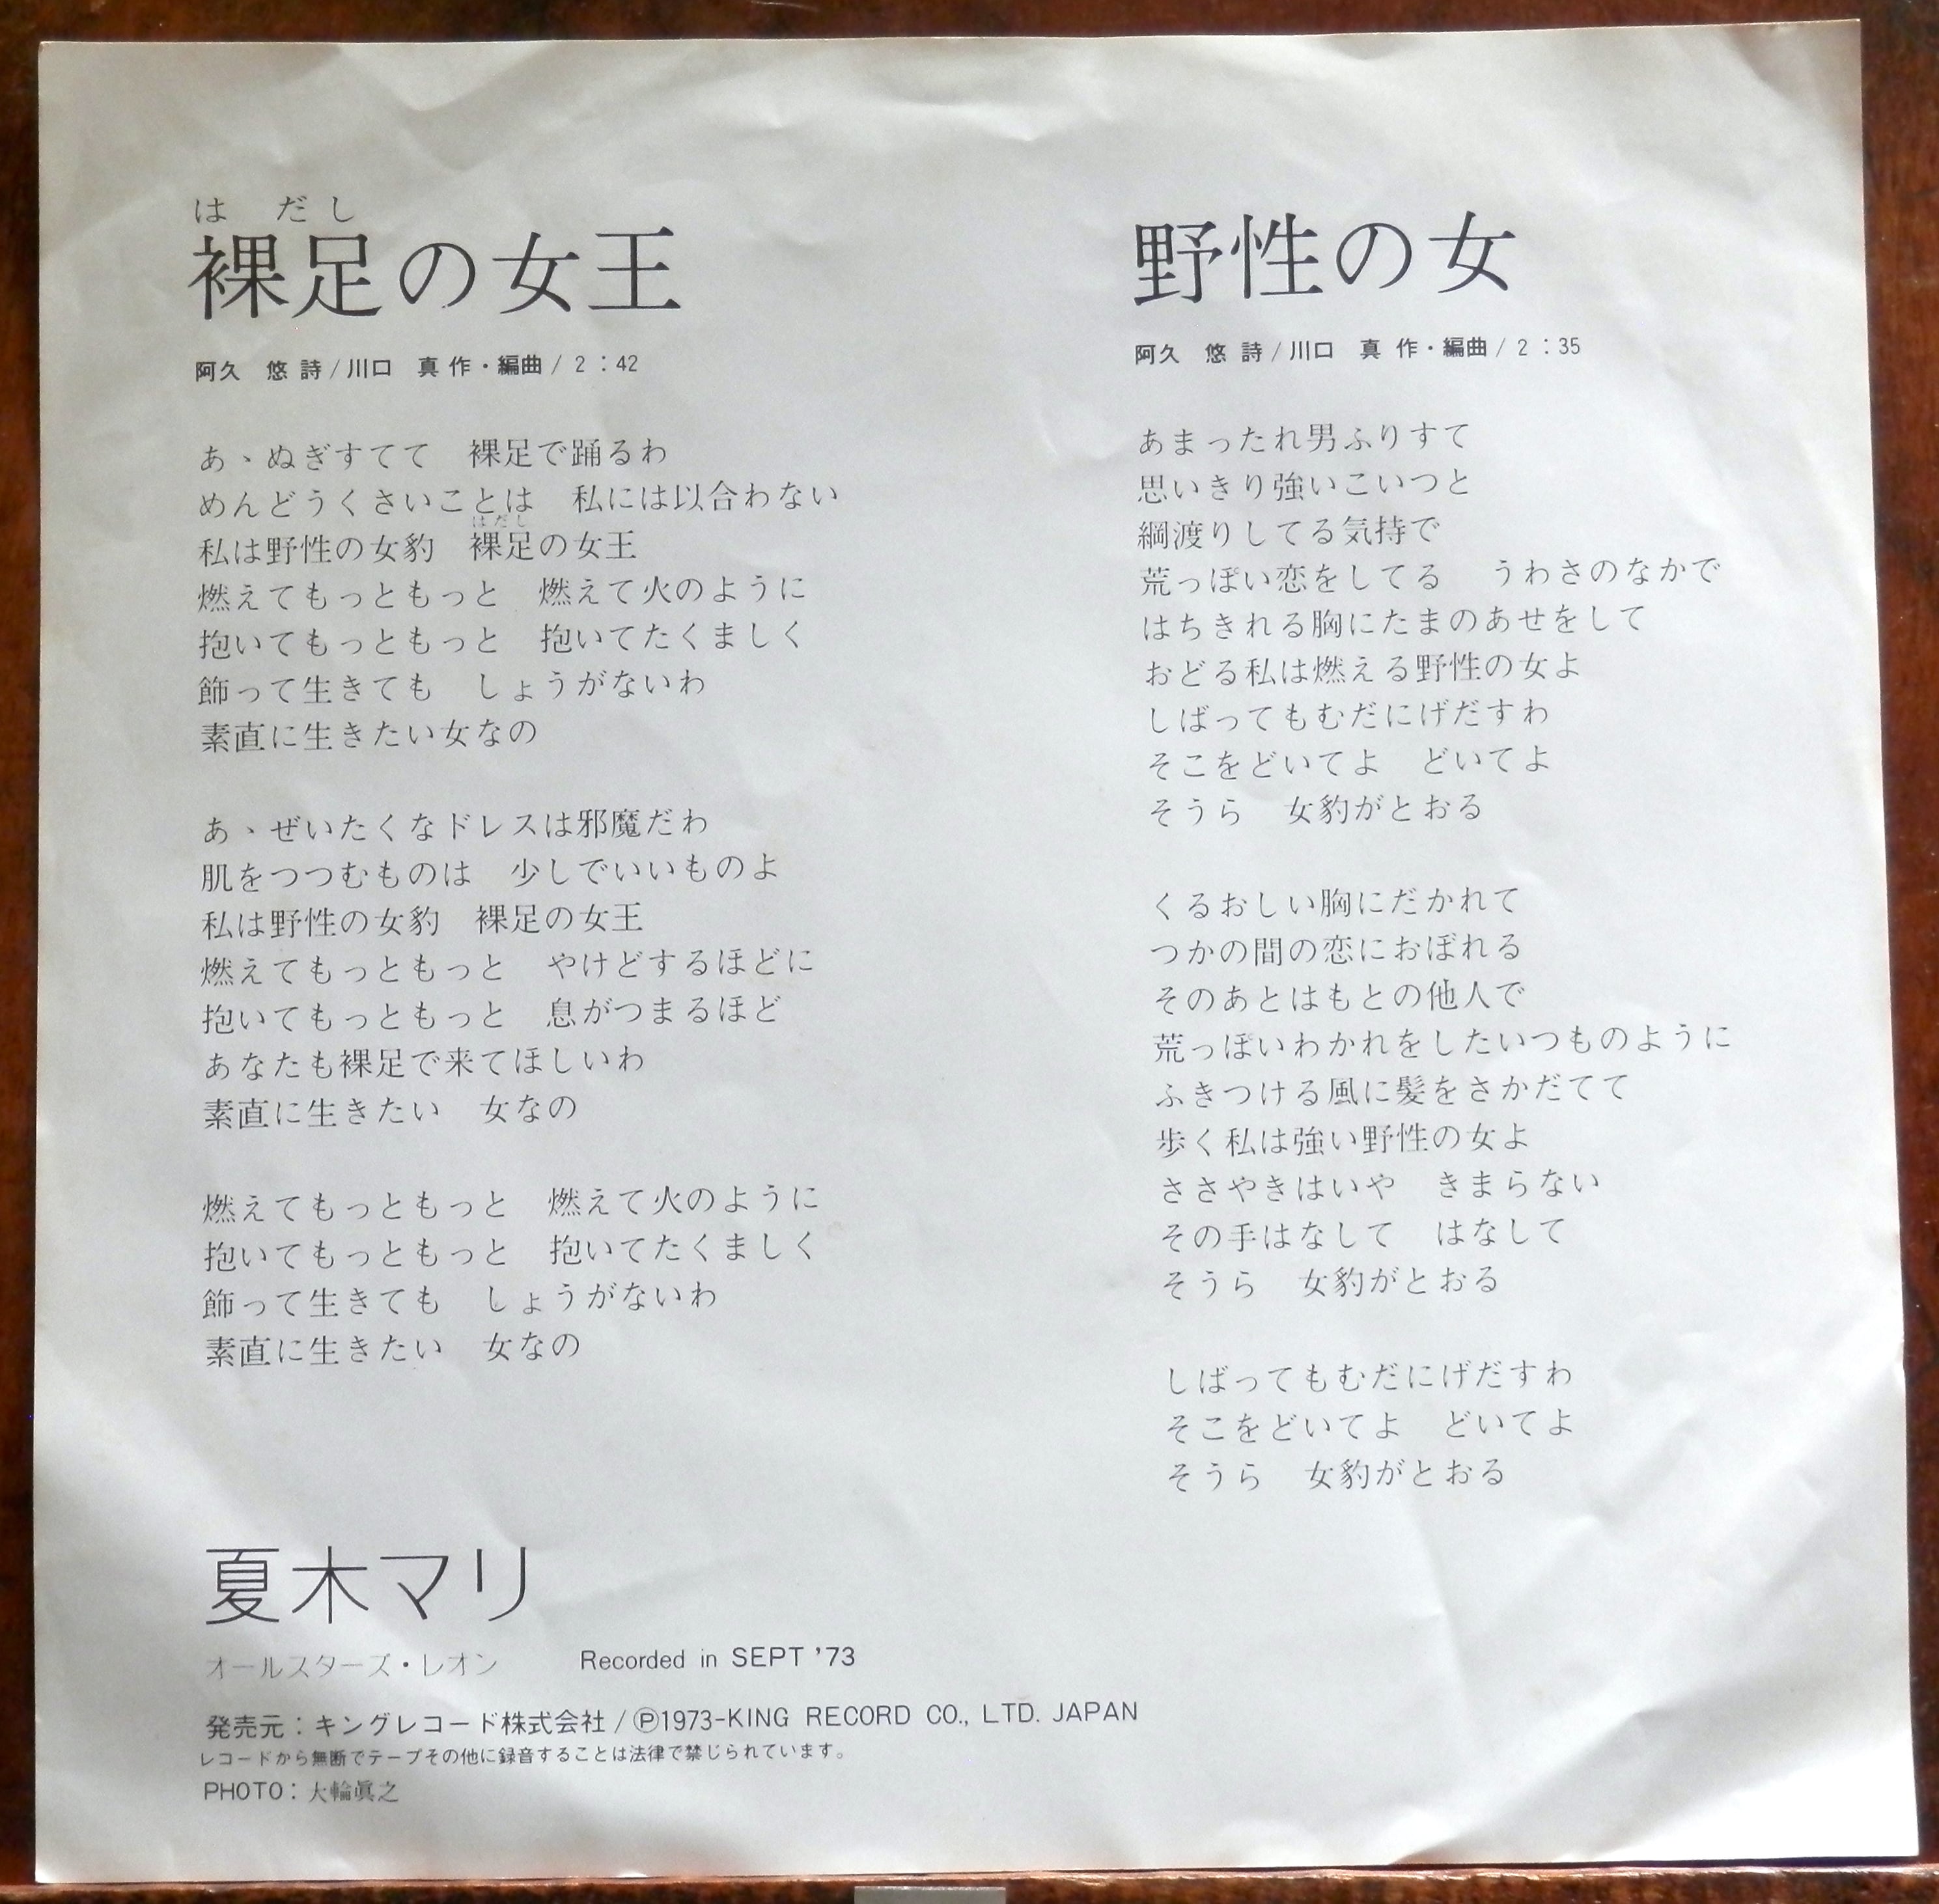 は だし
裸足の女王
阿久 悠 詩/川口 真 作・編曲/2：42
あゝぬぎすてて 裸足で踊るわ
めんどうくさいことは 私には以合わない
はだし
私は野性の女豹 裸足の女王
燃えてもっともっと 燃えて火のように
抱いてもっともっと 抱いてたくましく
飾って生きても しょうがないわ
素直に生きたい女なの
あゝぜいたくなドレスは邪魔だわ
肌をつつむものは 少しでいいものよ
私は野性の女豹 裸足の女王
燃えてもっともっと やけどするほどに
抱いてもっともっと 息がつまるほど
あなたも裸足で来てほしいわ
素直に生きたい 女なの
燃えてもっともっと 燃えて火のように
抱いてもっともっと 抱いてたくましく
飾って生きても しょうがないわ
素直に生きたい 女なの
野性の女
阿久 悠 詩/川口 真 作・編曲/2：35
あまったれ男ふりすて
思いきり強いこいつと
綱渡りしてる気持で
荒っぽい恋をしてる うわさのなかで
はちきれる胸にたまのあせをして
おどる私は燃える野性の女よ
しばってもむだにげだすわ
そこをどいてよ どいてよ
そうら 女豹がとおる
くるおしい胸にだかれて
つかの間の恋におぼれる
そのあとはもとの他人で
荒っぽいわかれをしたいつものように
ふきつける風に髪をさかだてて
歩く私は強い野性の女よ
ささやきはいや きまらない
その手はなして はなして
そうら 女豹がとおる
しばってもむだにげだすわ
そこをどいてよ どいてよ
そうら 女豹がとおる
夏木マリ
オールスターズ・レオン Recorded in SEPT '73
発売元：キングレコード株式会社/Ⓟ1973-KING RECORD CO., LTD. JAPAN
レコードから無断でテープその他に録音することは法律で禁じられています。
PHOTO：大輪眞之